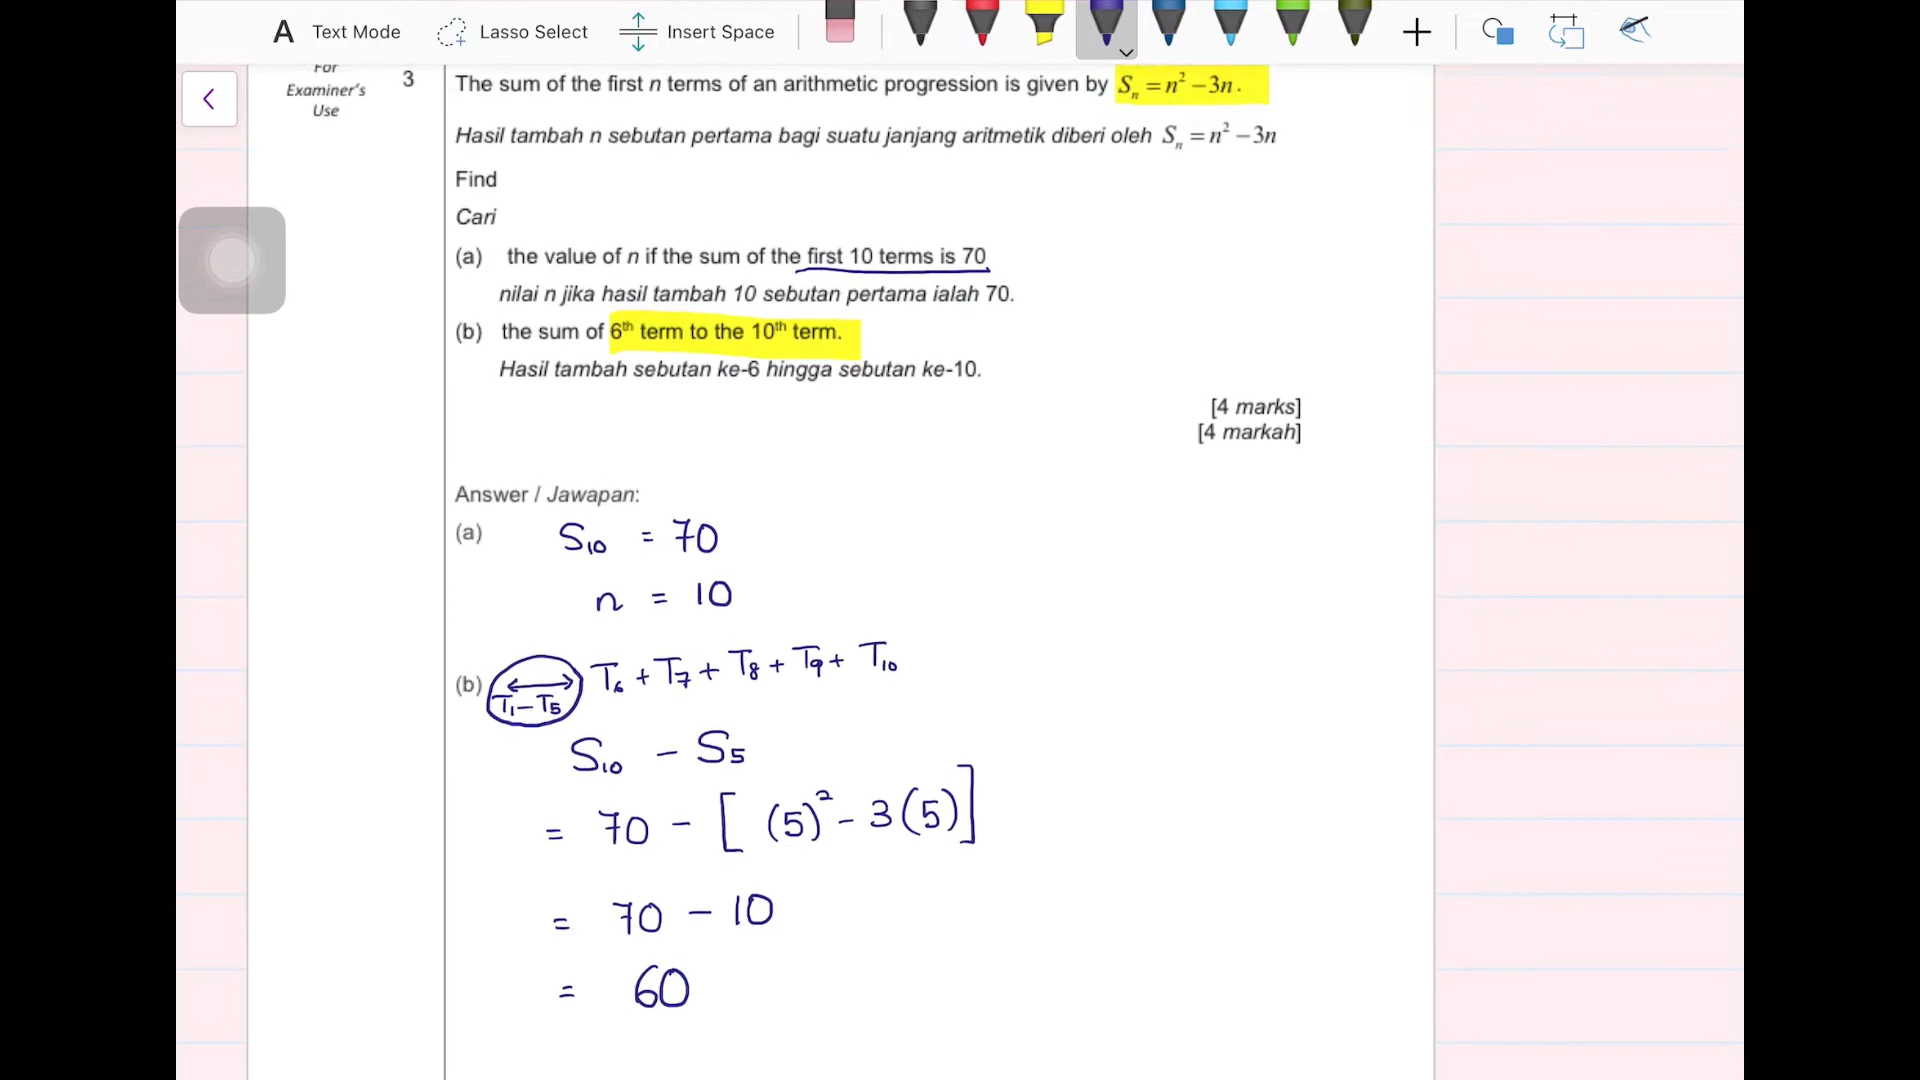 A Text Mode Lasso Select Insert Space
For
Examiner's
Use
3 The sum of the first n terms of an arithmetic progression is given by Sₙ = n² – 3n.
Hasil tambah n sebutan pertama bagi suatu janjang aritmetik diberi oleh Sₙ = n² – 3n
Find
Cari
(a) the value of n if the sum of the first 10 terms is 70
nilai n jika hasil tambah 10 sebutan pertama ialah 70.
(b) the sum of 6th term to the 10th term.
Hasil tambah sebutan ke-6 hingga sebutan ke-10.
[4 marks]
[4 markah]
Answer / Jawapan:
(a) S₁₀ = 70
n = 10
(b) T₁ – T₅ T₆ + T₇ + T₈ + T₉ + T₁₀
S₁₀ – S₅
= 70 – [ (5)² – 3(5) ]
= 70 – 10
= 60